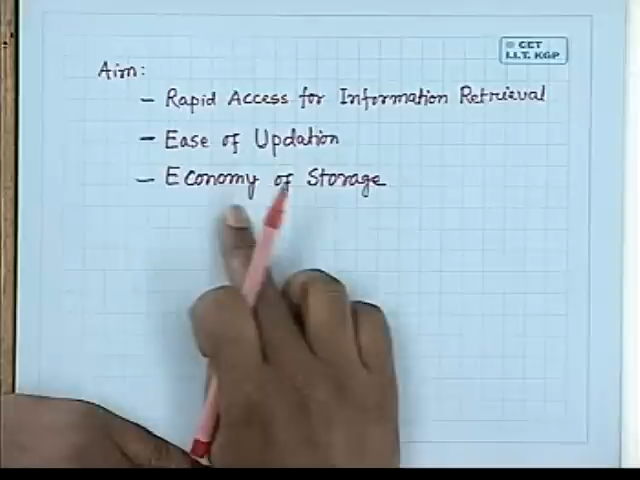 © CET
I.I.T. KGP
Aim:
- Rapid Access for Information Retrieval
- Ease of Updation
- Economy of Storage